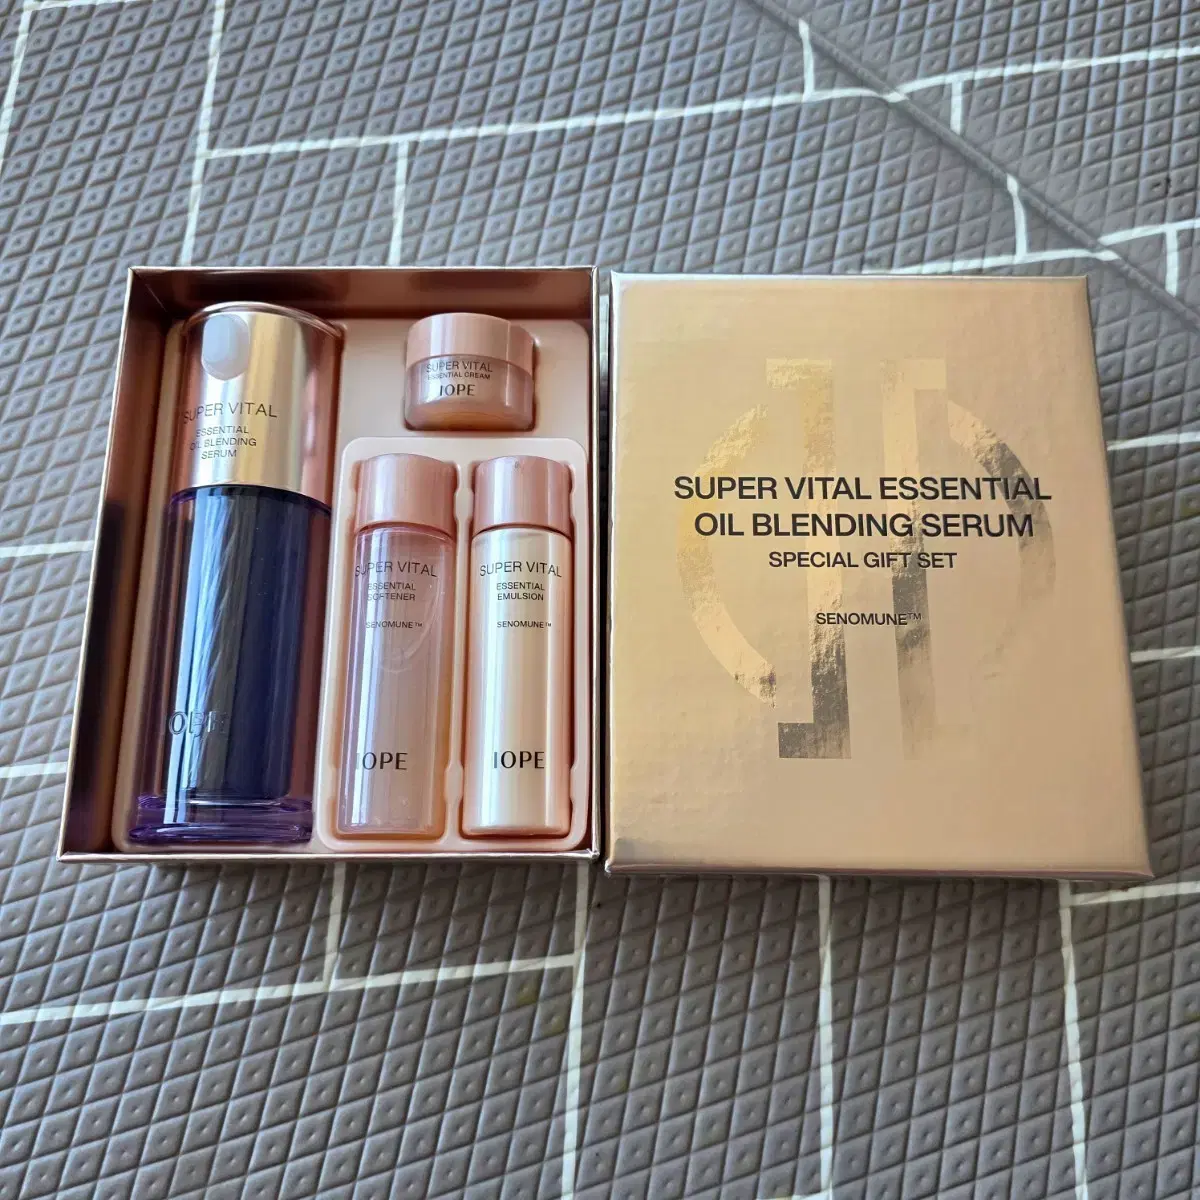 SUPER VITAL
ESSENTIAL
OIL BLENDING
SERUM
IOPE
SUPER VITAL
ESSENTIAL CREAM
IOPE
SUPER VITAL
ESSENTIAL
SOFTENER
SENOMUNE™
IOPE
SUPER VITAL
ESSENTIAL
EMULSION
SENOMUNE™
IOPE
SUPER VITAL ESSENTIAL
OIL BLENDING SERUM
SPECIAL GIFT SET
SENOMUNE™